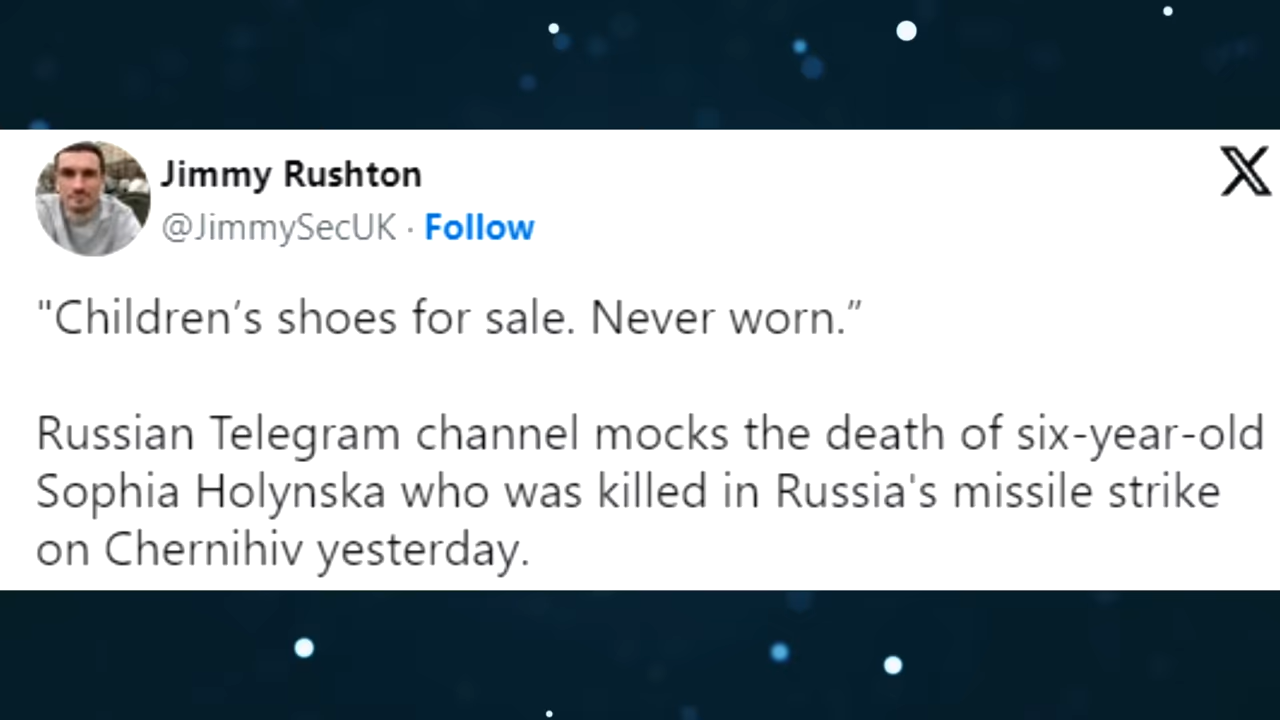 Jimmy Rushton
@JimmySecUK · Follow
"Children’s shoes for sale. Never worn.”
Russian Telegram channel mocks the death of six-year-old
Sophia Holynska who was killed in Russia's missile strike
on Chernihiv yesterday.